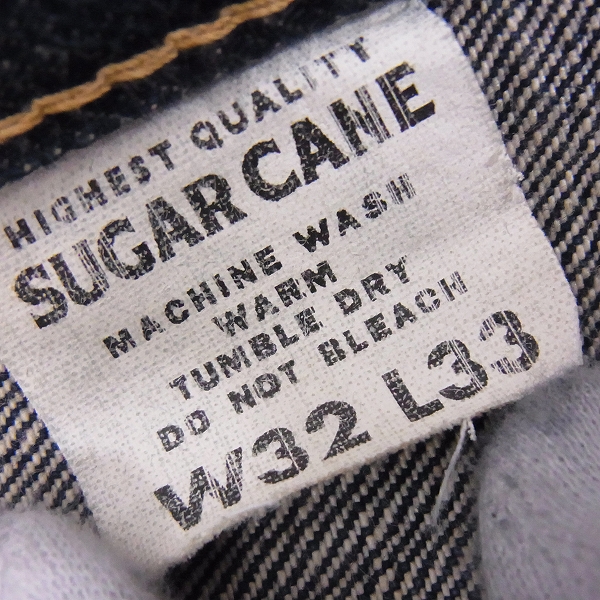 HIGHEST QUALITY
SUGAR CANE
MACHINE WASH
WARM
TUMBLE DRY
DO NOT BLEACH
W32 L33